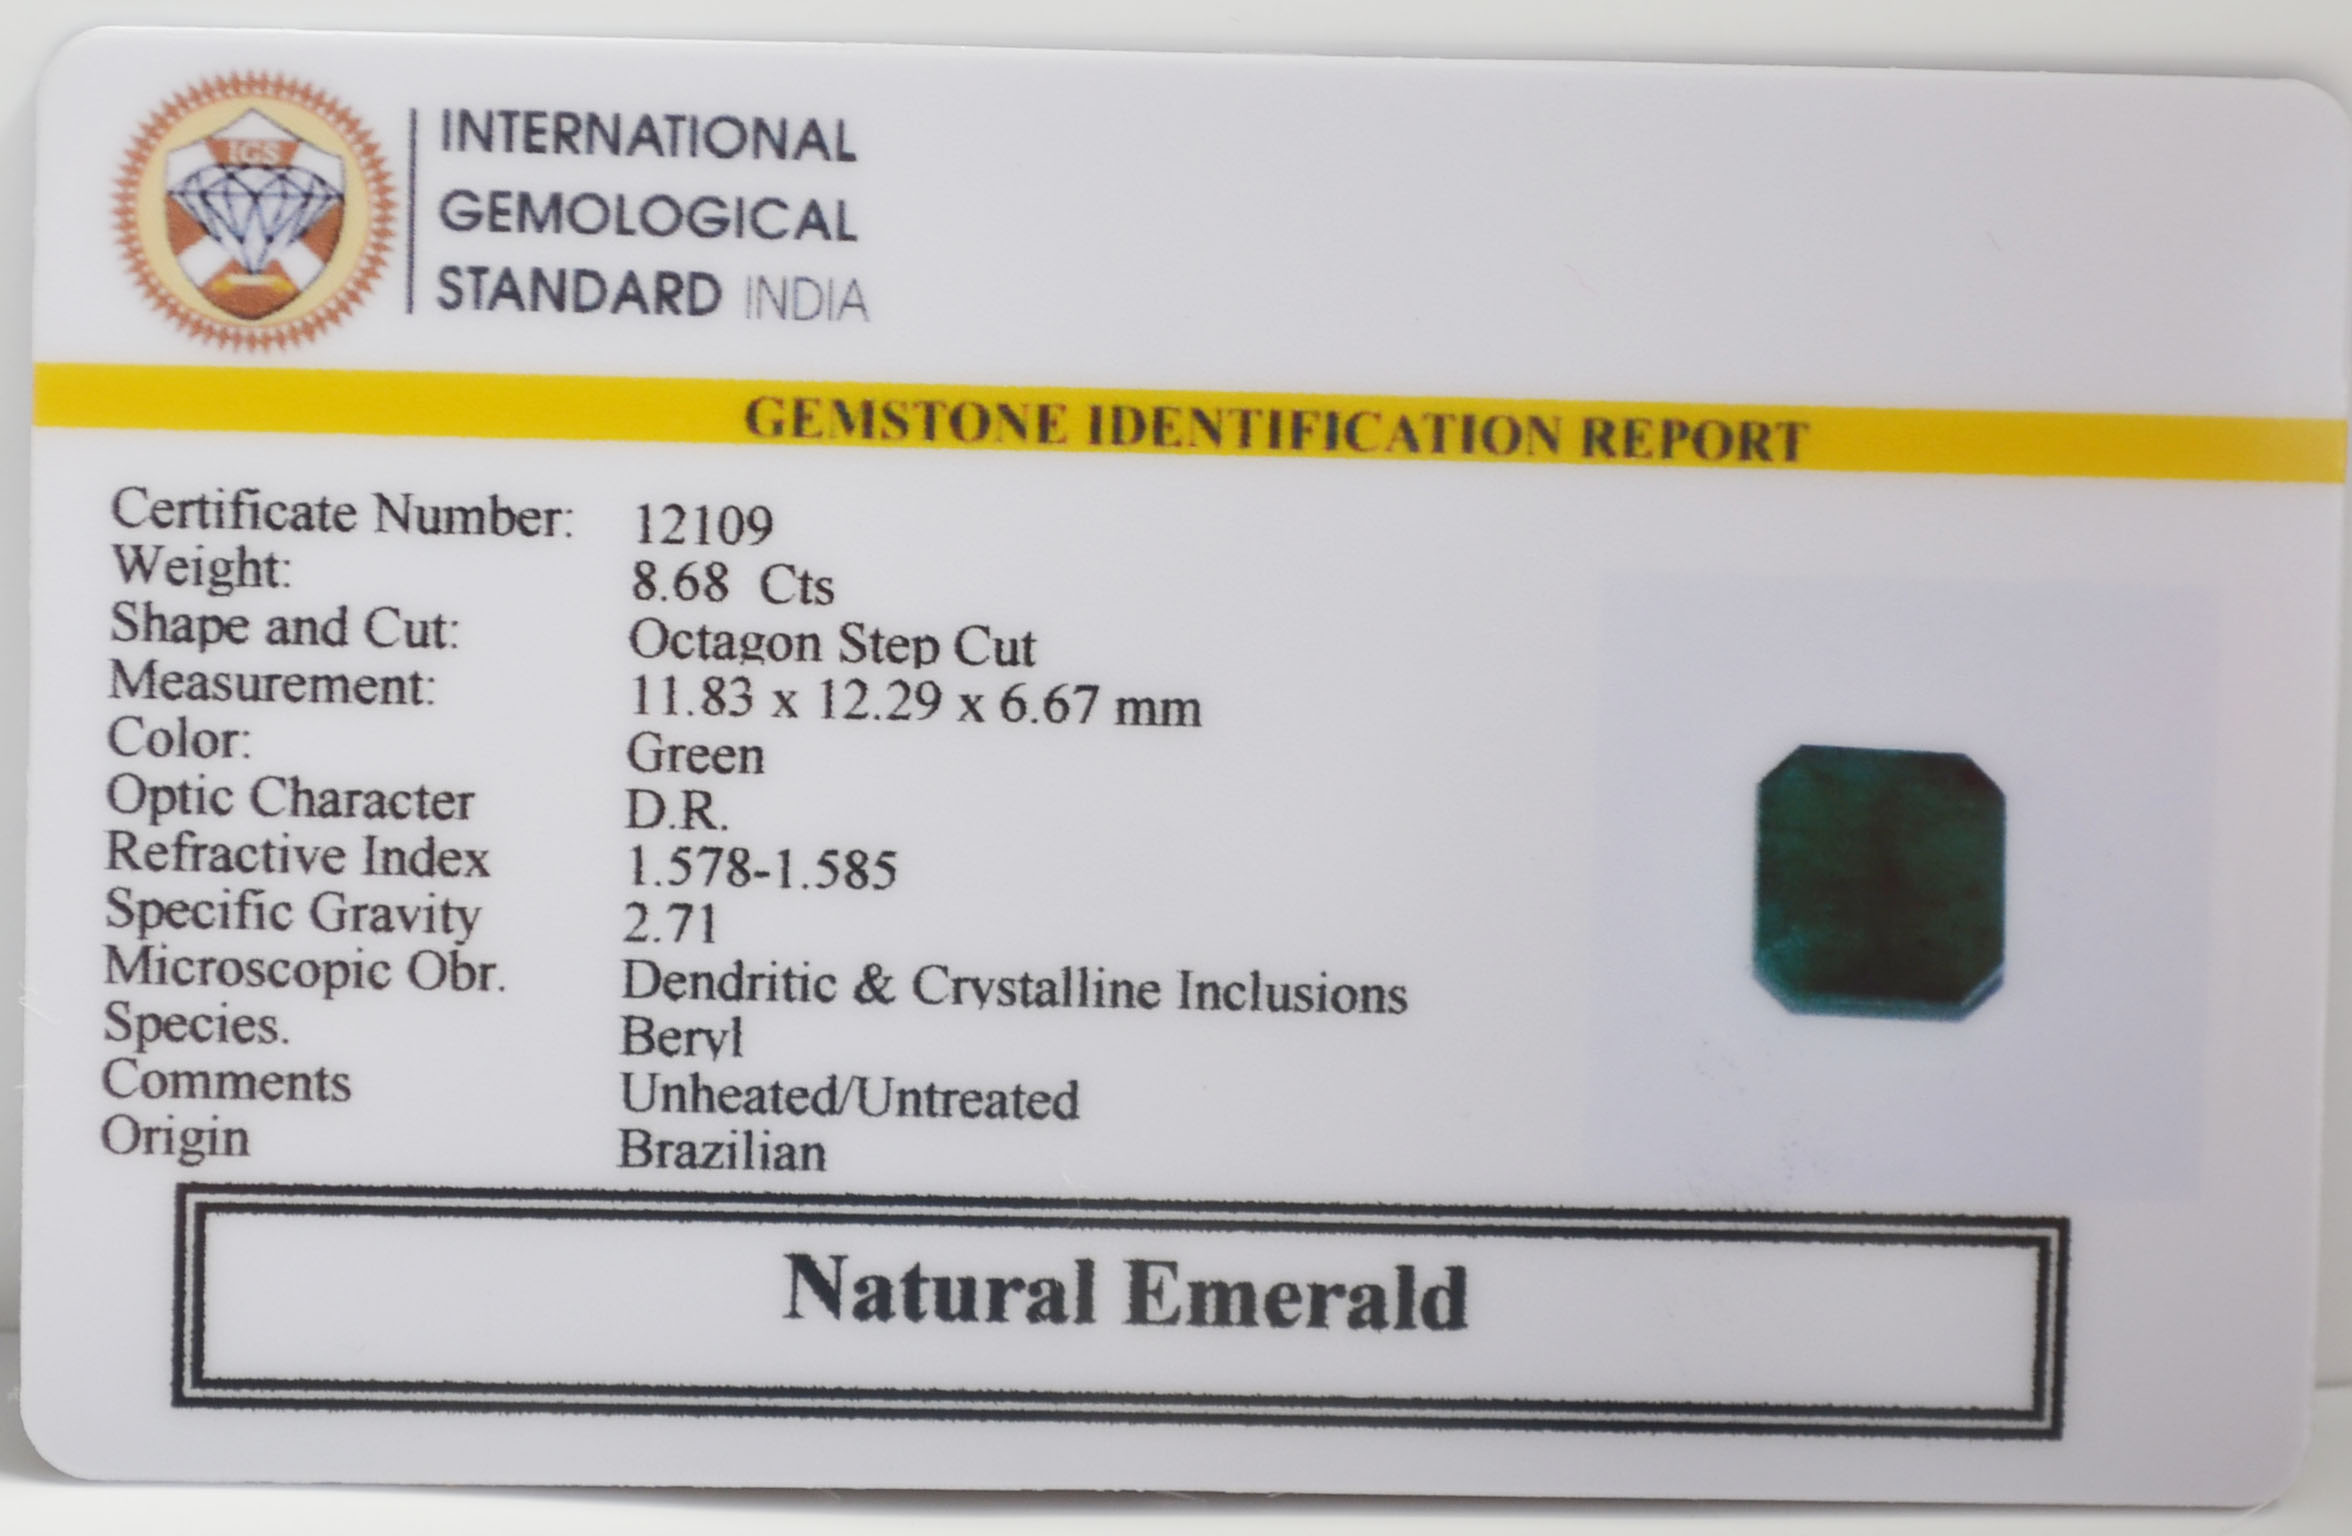 IGS
INTERNATIONAL
GEMOLOGICAL
STANDARD INDIA
GEMSTONE IDENTIFICATION REPORT
Certificate Number: 12109
Weight: 8.68 Cts
Shape and Cut: Octagon Step Cut
Measurement: 11.83 x 12.29 x 6.67 mm
Color: Green
Optic Character D.R.
Refractive Index 1.578-1.585
Specific Gravity 2.71
Microscopic Obr. Dendritic & Crystalline Inclusions
Species. Beryl
Comments Unheated/Untreated
Origin Brazilian
Natural Emerald